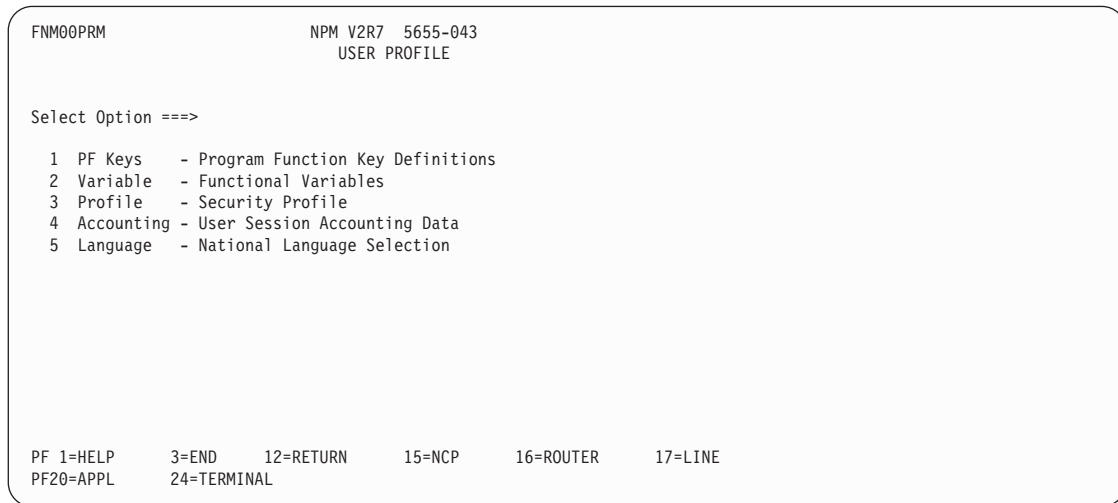 FNM00PRM NPM V2R7 5655-043
USER PROFILE
Select Option ===>
1 PF Keys - Program Function Key Definitions
2 Variable - Functional Variables
3 Profile - Security Profile
4 Accounting - User Session Accounting Data
5 Language - National Language Selection
PF 1=HELP 3=END 12=RETURN 15=NCP 16=ROUTER 17=LINE
PF20=APPL 24=TERMINAL